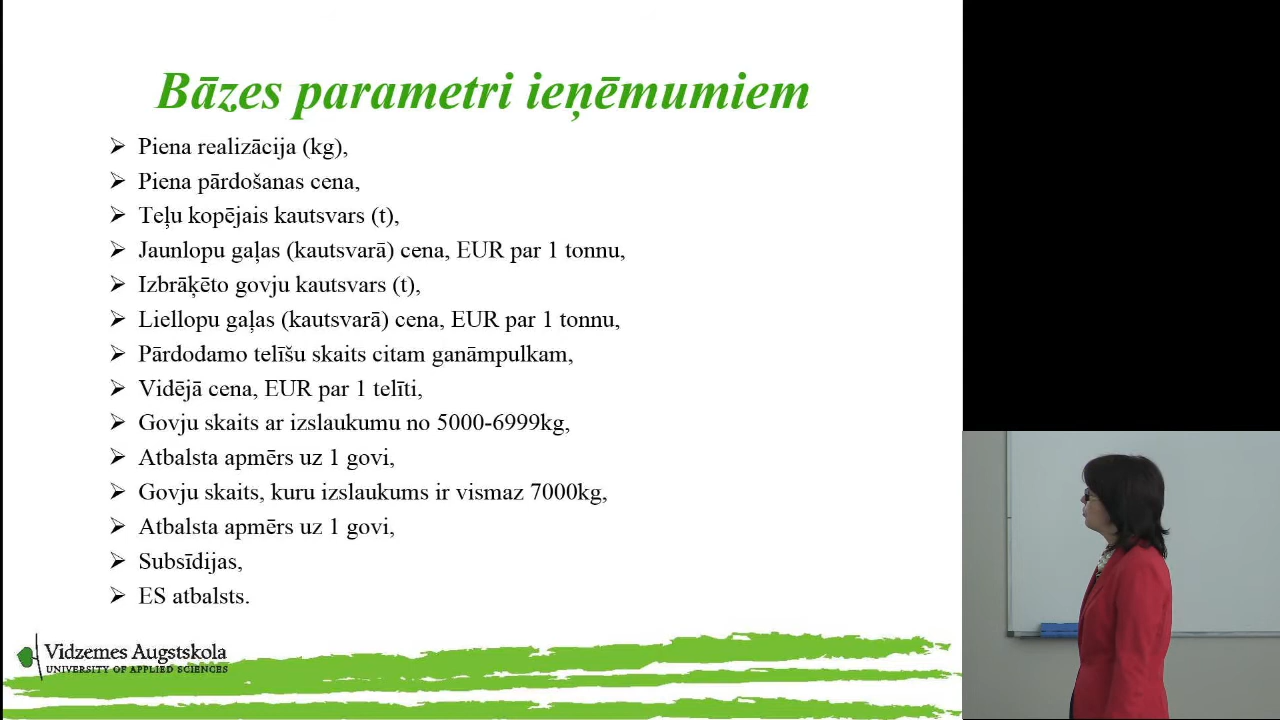 Bāzes parametri ieņēmumiem
Piena realizācija (kg),
Piena pārdošanas cena,
Teļu kopējais kautsvars (t),
Jaunlopu gaļas (kautsvarā) cena, EUR par 1 tonnu,
Izbrāķēto govju kautsvars (t),
Liellopu gaļas (kautsvarā) cena, EUR par 1 tonnu,
Pārdodamo telīšu skaits citam ganāmpulkam,
Vidējā cena, EUR par 1 telīti,
Govju skaits ar izslaukumu no 5000-6999kg,
Atbalsta apmērs uz 1 govi,
Govju skaits, kuru izslaukums ir vismaz 7000kg,
Atbalsta apmērs uz 1 govi,
Subsīdijas,
ES atbalsts.
Vidzemes Augstskola
UNIVERSITY OF APPLIED SCIENCES